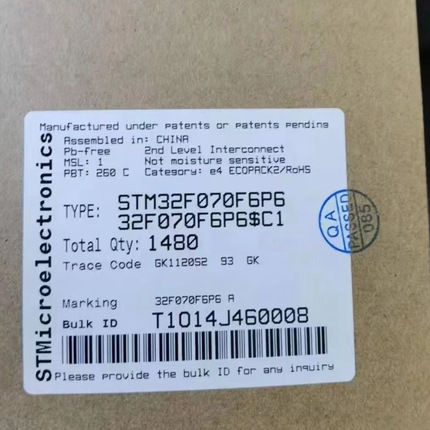 Manufactured under patents or patents pending
Assembled in: CHINA
Pb-free 2nd Level Interconnect
MSL: 1 Not moisture sensitive
PBT: 260 C Category: e4 ECOPACK2/RoHS
TYPE: STM32F070F6P6
32F070F6P6$C1
Total Qty: 1480
Trace Code GK1120S2 93 GK
Marking 32F070F6P6 A
Bulk ID T1014J460008
Please provide the bulk ID for any inquiry
STMicroelectronics
QA
PASSED
085